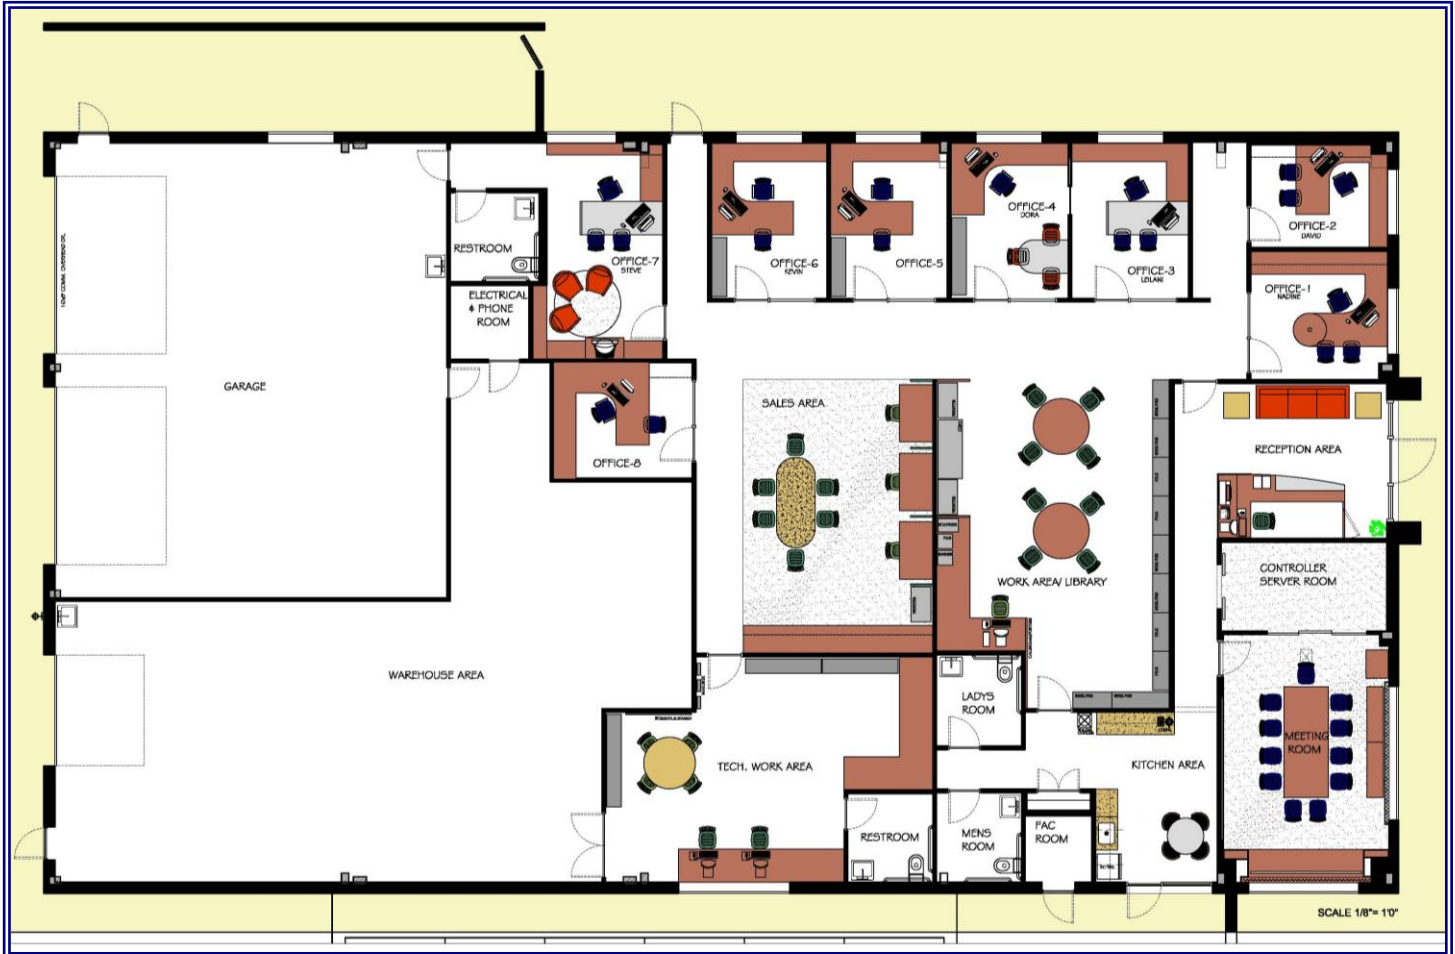 RESTROOM
OFFICE-7
STEVE
OFFICE-6
KEVIN
OFFICE-5
OFFICE-4
DORA
OFFICE-3
LEILANI
OFFICE-2
DAVID
OFFICE-1
NADINE
ELECTRICAL
& PHONE
ROOM
GARAGE
OFFICE-8
SALES AREA
RECEPTION AREA
WORK AREA/ LIBRARY
CONTROLLER
SERVER ROOM
WAREHOUSE AREA
LADYS
ROOM
MEETING
ROOM
TECH. WORK AREA
KITCHEN AREA
RESTROOM
MENS
ROOM
FAC
ROOM
SCALE 1/8"= 1'0"